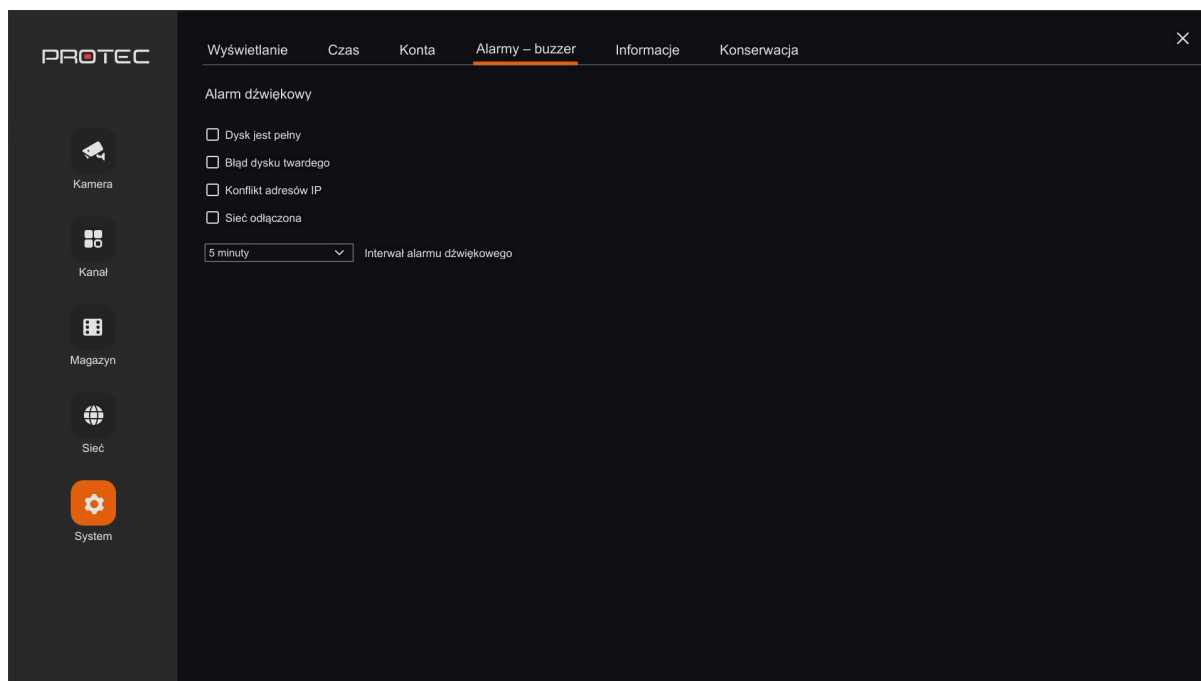 PROTEC
Wyświetlanie Czas Konta Alarmy – buzzer Informacje Konserwacja
Alarm dźwiękowy
Dysk jest pełny
Błąd dysku twardego
Konflikt adresów IP
Sieć odłączona
5 minuty Interwał alarmu dźwiękowego
Kamera
Kanał
Magazyn
Sieć
System